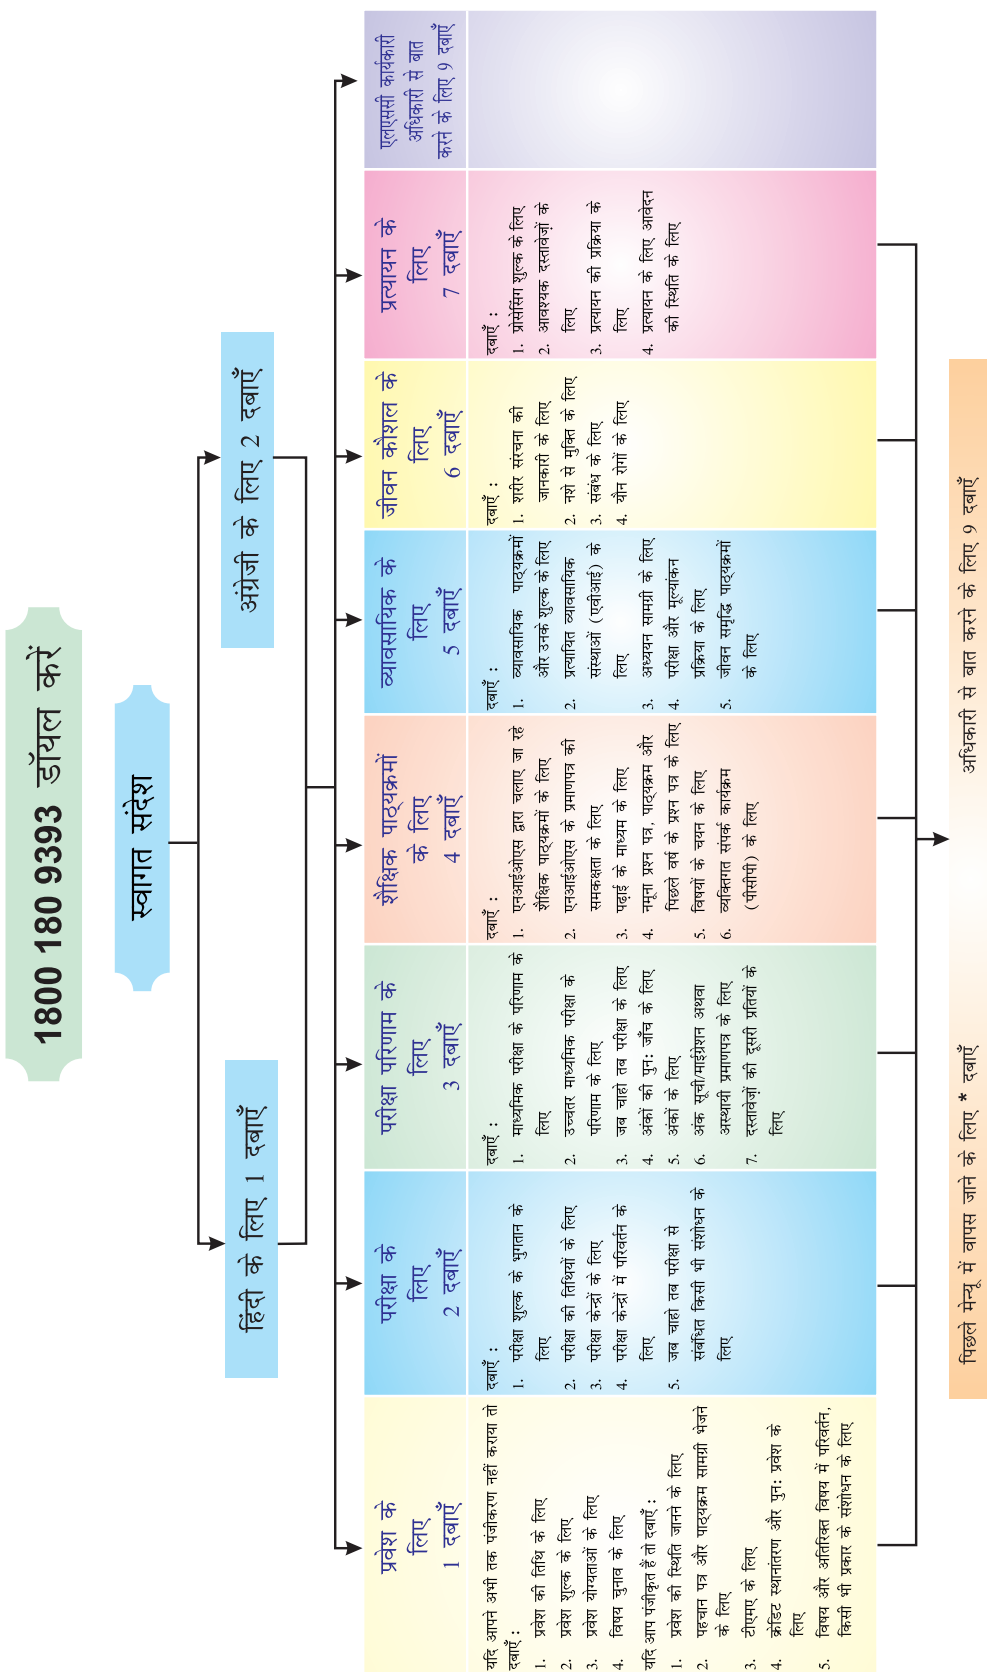 1800 180 9393 डॉयल करें
स्वागत संदेश
हिंदी के लिए 1 दबाएँ
अंग्रेजी के लिए 2 दबाएँ
प्रवेश के
लिए
1 दबाएँ
यदि आपने अभी तक पंजीकरण नहीं कराया तो
दबाएँ :
1. प्रवेश की तिथि के लिए
2. प्रवेश शुल्क के लिए
3. प्रवेश योग्यताओं के लिए
4. विषय चुनाव के लिए
यदि आप पंजीकृत हैं तो दबाएँ :
1. प्रवेश की स्थिति जानने के लिए
2. पहचान पत्र और पाठ्यक्रम सामग्री भेजने
के लिए
3. टीएमए के लिए
4. क्रेडिट स्थानांतरण और पुन: प्रवेश के
लिए
5. विषय और अतिरिक्त विषय में परिवर्तन,
किसी भी प्रकार के संशोधन के लिए
परीक्षा के
लिए
2 दबाएँ
दबाएँ :
1. परीक्षा शुल्क के भुगतान के
लिए
2. परीक्षा की तिथियों के लिए
3. परीक्षा केन्द्रों के लिए
4. परीक्षा केन्द्रों में परिवर्तन के
लिए
5. जब चाहो तब परीक्षा से
संबंधित किसी भी संशोधन के
लिए
परीक्षा परिणाम के
लिए
3 दबाएँ
दबाएँ :
1. माध्यमिक परीक्षा के परिणाम के
लिए
2. उच्चतर माध्यमिक परीक्षा के
परिणाम के लिए
3. जब चाहो तब परीक्षा के लिए
4. अंकों की पुन: जाँच के लिए
5. अंकों के लिए
6. अंक सूची/माईग्रेशन अथवा
अस्थायी प्रमाणपत्र के लिए
7. दस्तावेज़ों की दूसरी प्रतियों के
लिए
शैक्षिक पाठ्यक्रमों
के लिए
4 दबाएँ
दबाएँ :
1. एनआईओएस द्वारा चलाए जा रहे
शैक्षिक पाठ्यक्रमों के लिए
2. एनआईओएस के प्रमाणपत्र की
समकक्षता के लिए
3. पढ़ाई के माध्यम के लिए
4. नमूना प्रश्न पत्र, पाठ्यक्रम और
पिछले वर्ष के प्रश्न पत्र के लिए
5. विषयों के चयन के लिए
6. व्यक्तिगत संपर्क कार्यक्रम
(पीसीपी) के लिए
व्यावसायिक के
लिए
5 दबाएँ
दबाएँ :
1. व्यावसायिक पाठ्यक्रमों
और उनके शुल्क के लिए
2. प्रत्यायित व्यावसायिक
संस्थाओं (एवीआई) के
लिए
3. अध्ययन सामग्री के लिए
4. परीक्षा और मूल्यांकन
प्रक्रिया के लिए
5. जीवन समृद्धि पाठ्यक्रमों
के लिए
जीवन कौशल के
लिए
6 दबाएँ
दबाएँ :
1. शरीर संरचना की
जानकारी के लिए
2. नशे से मुक्ति के लिए
3. संबंध के लिए
4. यौन रोगों के लिए
प्रत्यायन के
लिए
7 दबाएँ
दबाएँ :
1. प्रोसेसिंग शुल्क के लिए
2. आवश्यक दस्तावेज़ों के
लिए
3. प्रत्यायन की प्रक्रिया के
लिए
4. प्रत्यायन के लिए आवेदन
की स्थिति के लिए
एलएससी कार्यकारी
अधिकारी से बात
करने के लिए 9 दबाएँ
पिछले मेन्यू में वापस जाने के लिए * दबाएँ
अधिकारी से बात करने के लिए 9 दबाएँ